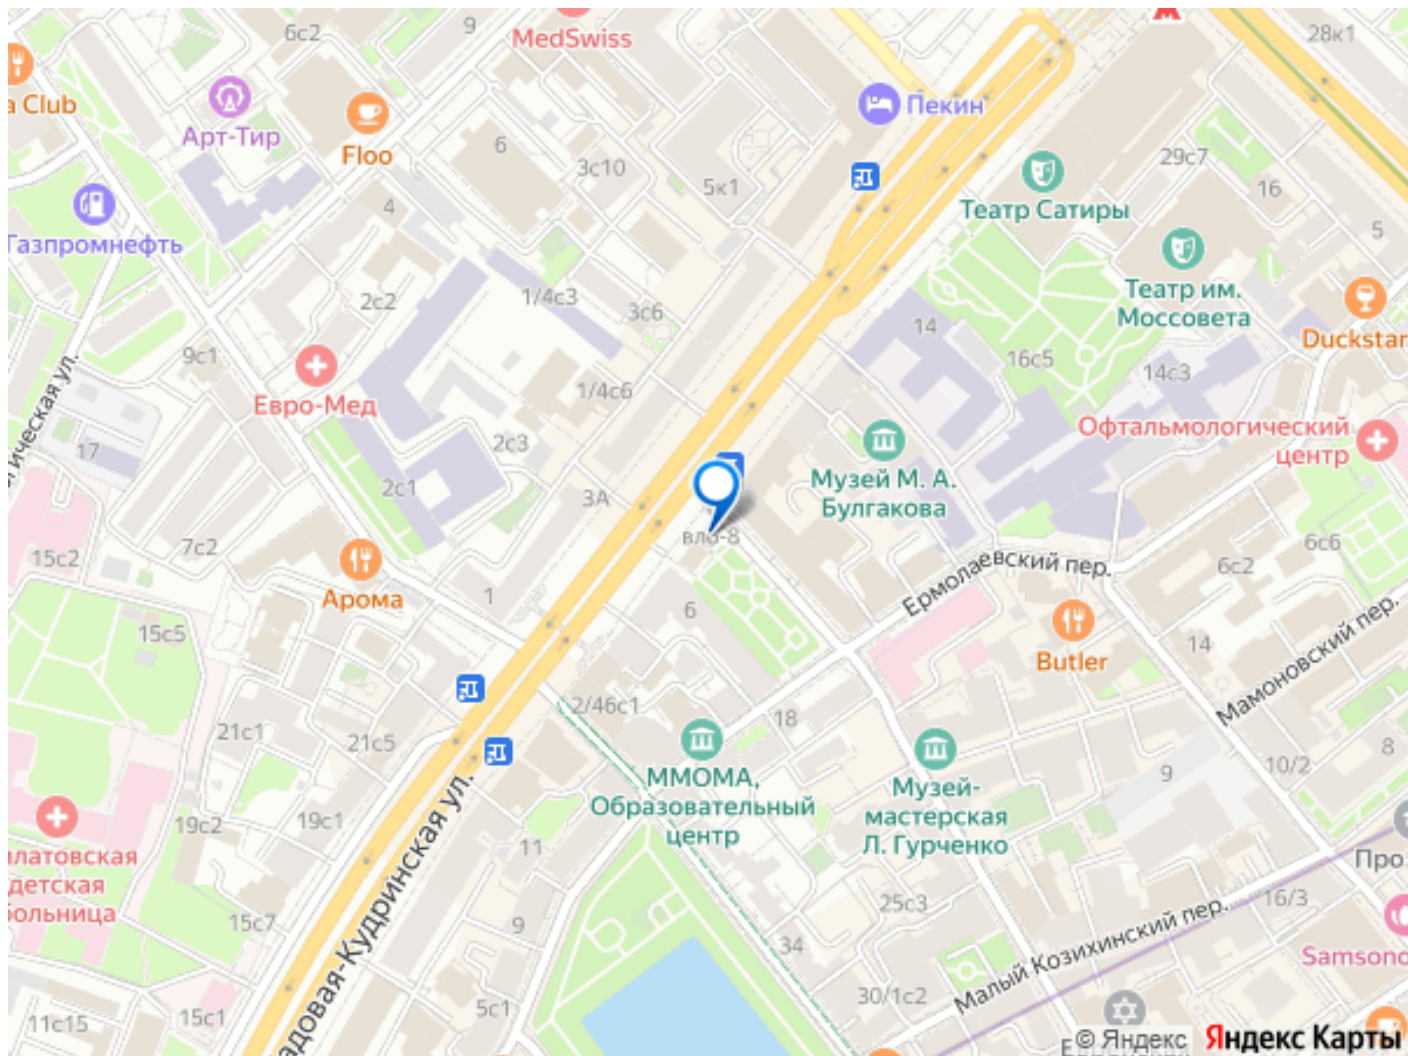 6с2
9
MedSwiss
28к1
a Club
Арт-Тир
Floo
Пекин
6
3с10
5к1
29с7
16
Театр Сатиры
4
5
Газпромнефть
Театр им.
Моссовета
2с2
1/4с3
3с6
14
Duckstar
9с1
16с5
14с3
1/4с6
Евро-Мед
ическая ул.
17
2с3
Офтальмологический
центр
Музей М. А.
Булгакова
2с1
3А
вл6-8
7с2
15с2
6с6
6с2
Ермолаевский пер.
Арома
1
6
15с5
14
Butler
Мамоновский пер.
2/46с1
18
21с1
21с5
8
10/2
9
ММОМА,
Образовательный
центр
Музей-
мастерская
Л. Гурченко
19с2
19с1
11
латовская
детская
больница
Про
адовая-Кудринская ул.
15с7
9
25с3
16/3
34
Малый Козихинский пер.
Samsono
30/1с2
5с1
11с15
15с1
© Яндекс
Яндекс Карты